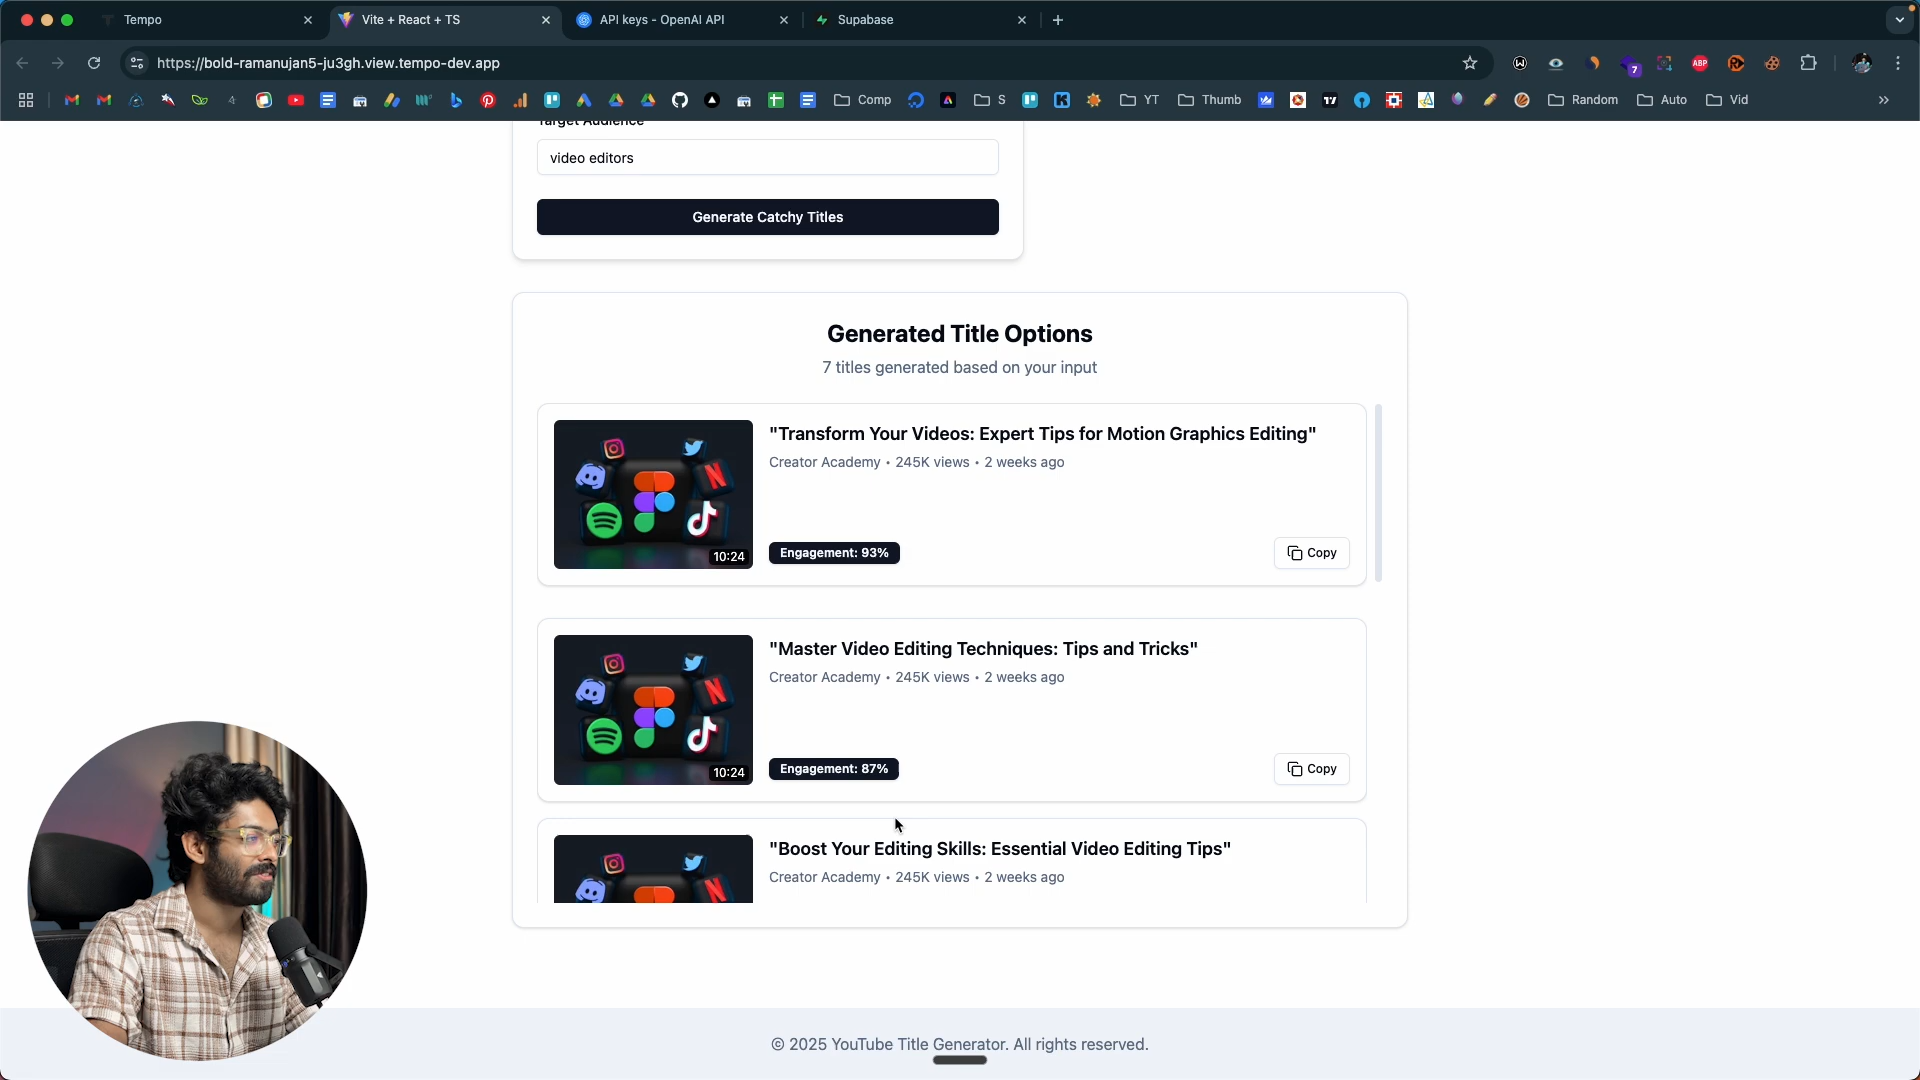 Tempo
Vite + React + TS
API keys - OpenAI API
Supabase
https://bold-ramanujan5-ju3gh.view.tempo-dev.app
ABP
7
Comp
S
YT
Thumb
Random
Auto
Vid
Target Audience
video editors
Generate Catchy Titles
Generated Title Options
7 titles generated based on your input
"Transform Your Videos: Expert Tips for Motion Graphics Editing"
Creator Academy • 245K views • 2 weeks ago
10:24
Engagement: 93%
Copy
"Master Video Editing Techniques: Tips and Tricks"
Creator Academy • 245K views • 2 weeks ago
10:24
Engagement: 87%
Copy
"Boost Your Editing Skills: Essential Video Editing Tips"
Creator Academy • 245K views • 2 weeks ago
© 2025 YouTube Title Generator. All rights reserved.